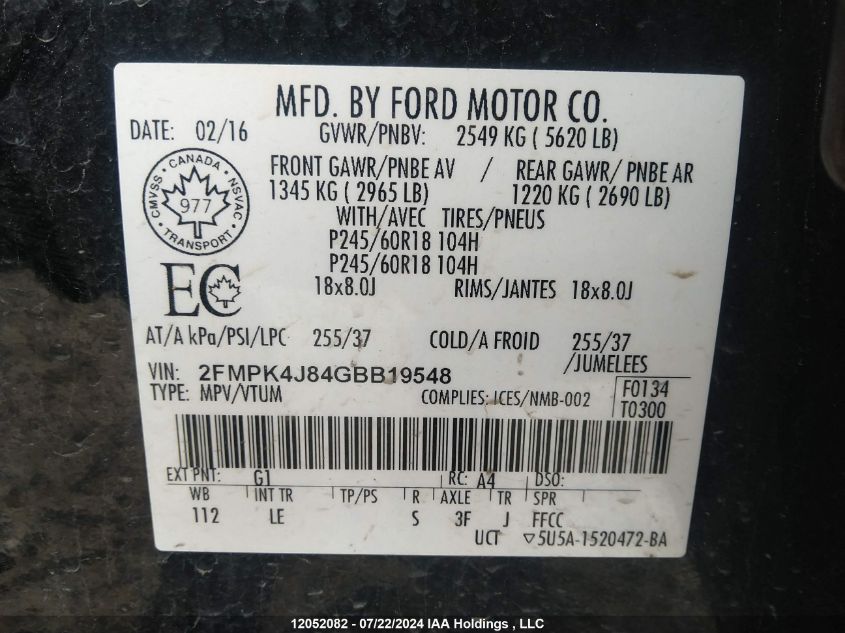 MFD. BY FORD MOTOR CO.
DATE: 02/16 GVWR/PNBV: 2549 KG ( 5620 LB)
FRONT GAWR/PNBE AV / REAR GAWR/ PNBE AR
1345 KG ( 2965 LB) 1220 KG ( 2690 LB)
WITH/AVEC TIRES/PNEUS
P245/60R18 104H
P245/60R18 104H
18x8.0J RIMS/JANTES 18x8.0J
CANADA
CMVSS 977 NSVAC
TRANSPORT
EC
AT/A kPa/PSI/LPC 255/37 COLD/A FROID 255/37
/JUMELEES
VIN: 2FMPK4J84GBB19548
TYPE: MPV/VTUM COMPLIES: ICES/NMB-002 F0134
T0300
EXT PNT: G1 RC: A4 DSO:
WB INT TR TP/PS R AXLE TR SPR
112 LE S 3F J FFCC
UCT ▽5U5A-1520472-BA
12052082 - 07/22/2024 IAA Holdings , LLC